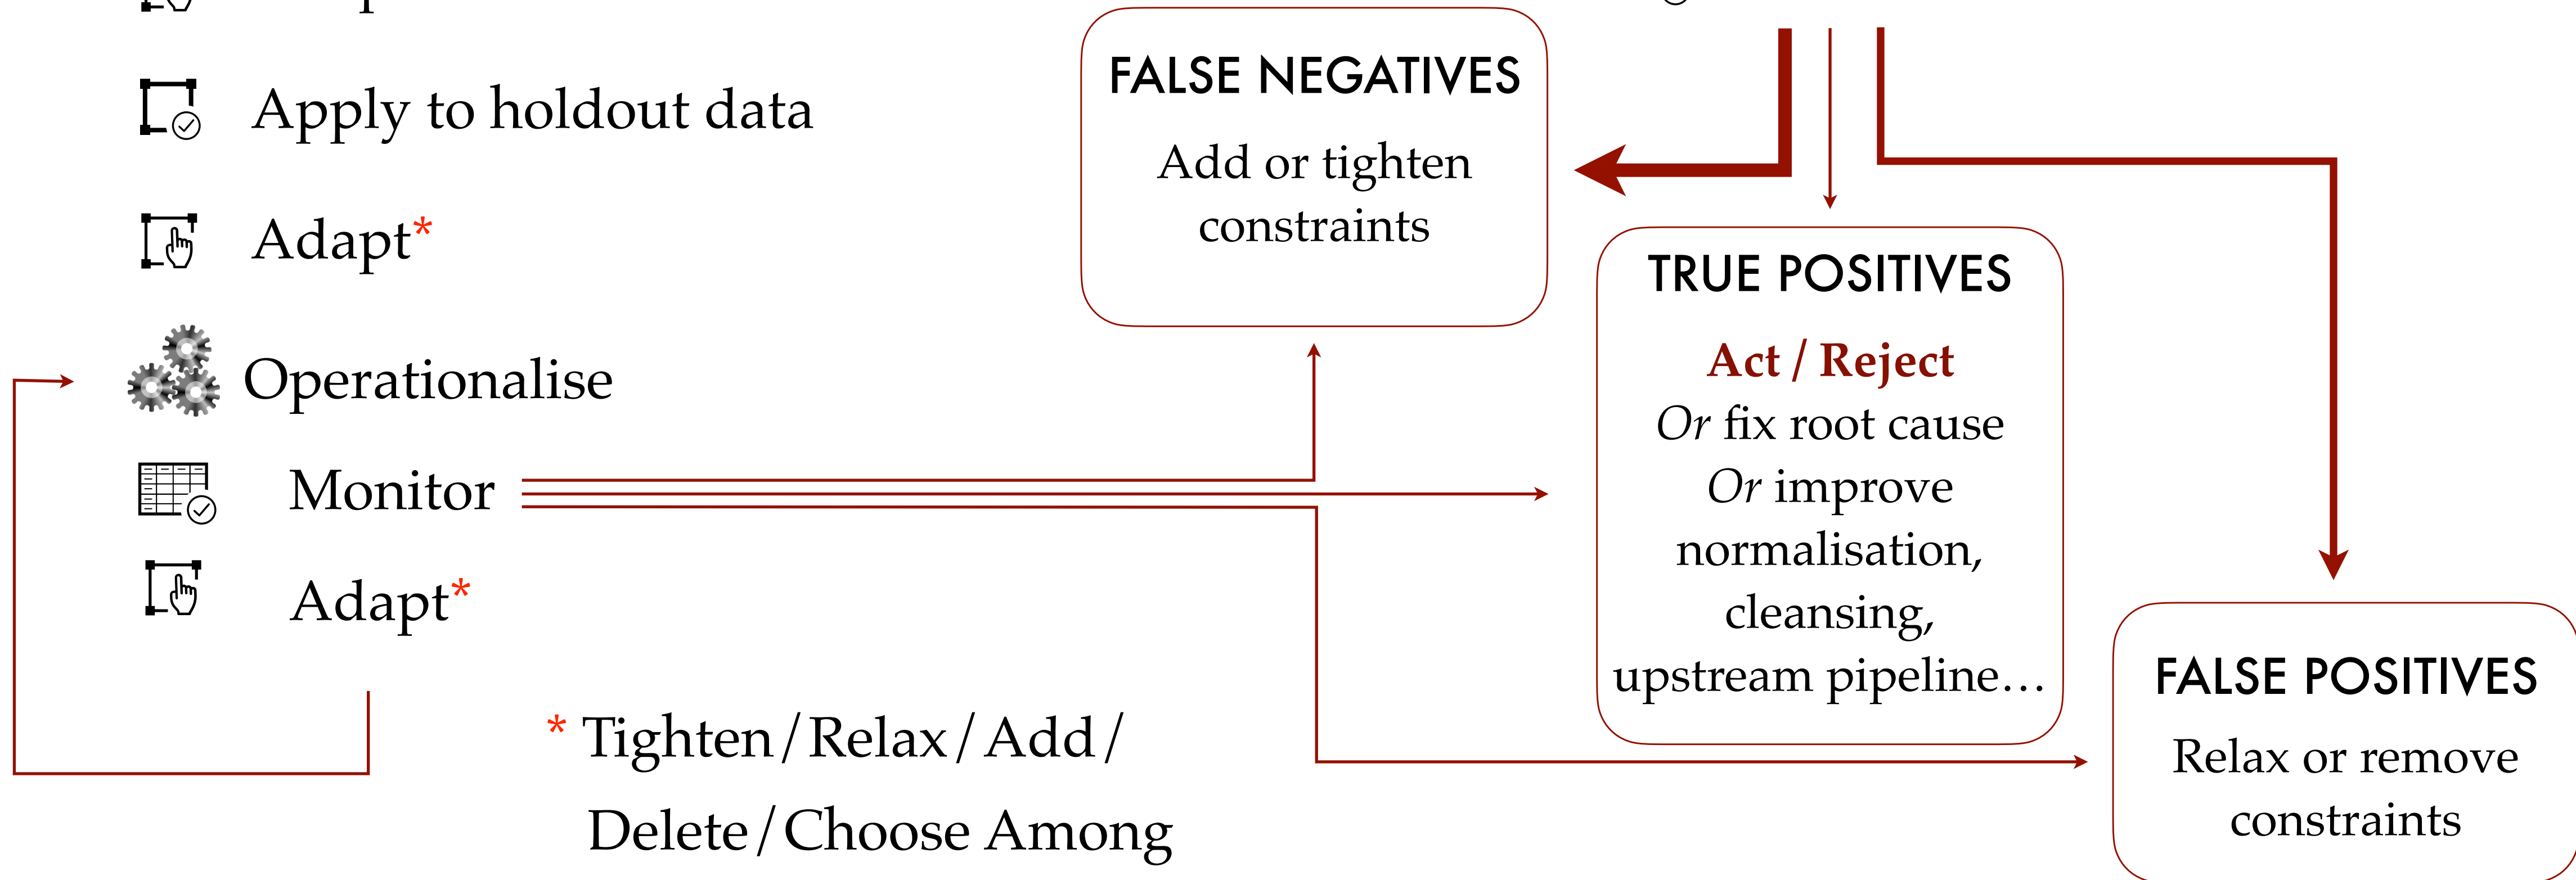 Apply to holdout data
Adapt*
Operationalise
Monitor
Adapt*
* Tighten/Relax/Add/
Delete/Choose Among
FALSE NEGATIVES
Add or tighten
constraints
TRUE POSITIVES
Act / Reject
Or fix root cause
Or improve
normalisation,
cleansing,
upstream pipeline…
FALSE POSITIVES
Relax or remove
constraints